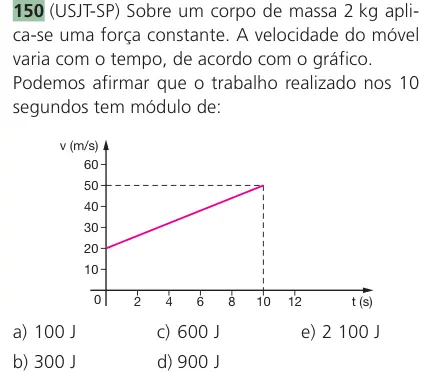 150 (USJT-SP) Sobre um corpo de massa 2 kg apli-
ca-se uma força constante. A velocidade do móvel
varia com o tempo, de acordo com o gráfico.
Podemos afirmar que o trabalho realizado nos 10
segundos tem módulo de:
v (m/s)
60
50
40
30
20
10
0 2 4 6 8 10 12 t (s)
a) 100 J c) 600 J e) 2 100 J
b) 300 J d) 900 J